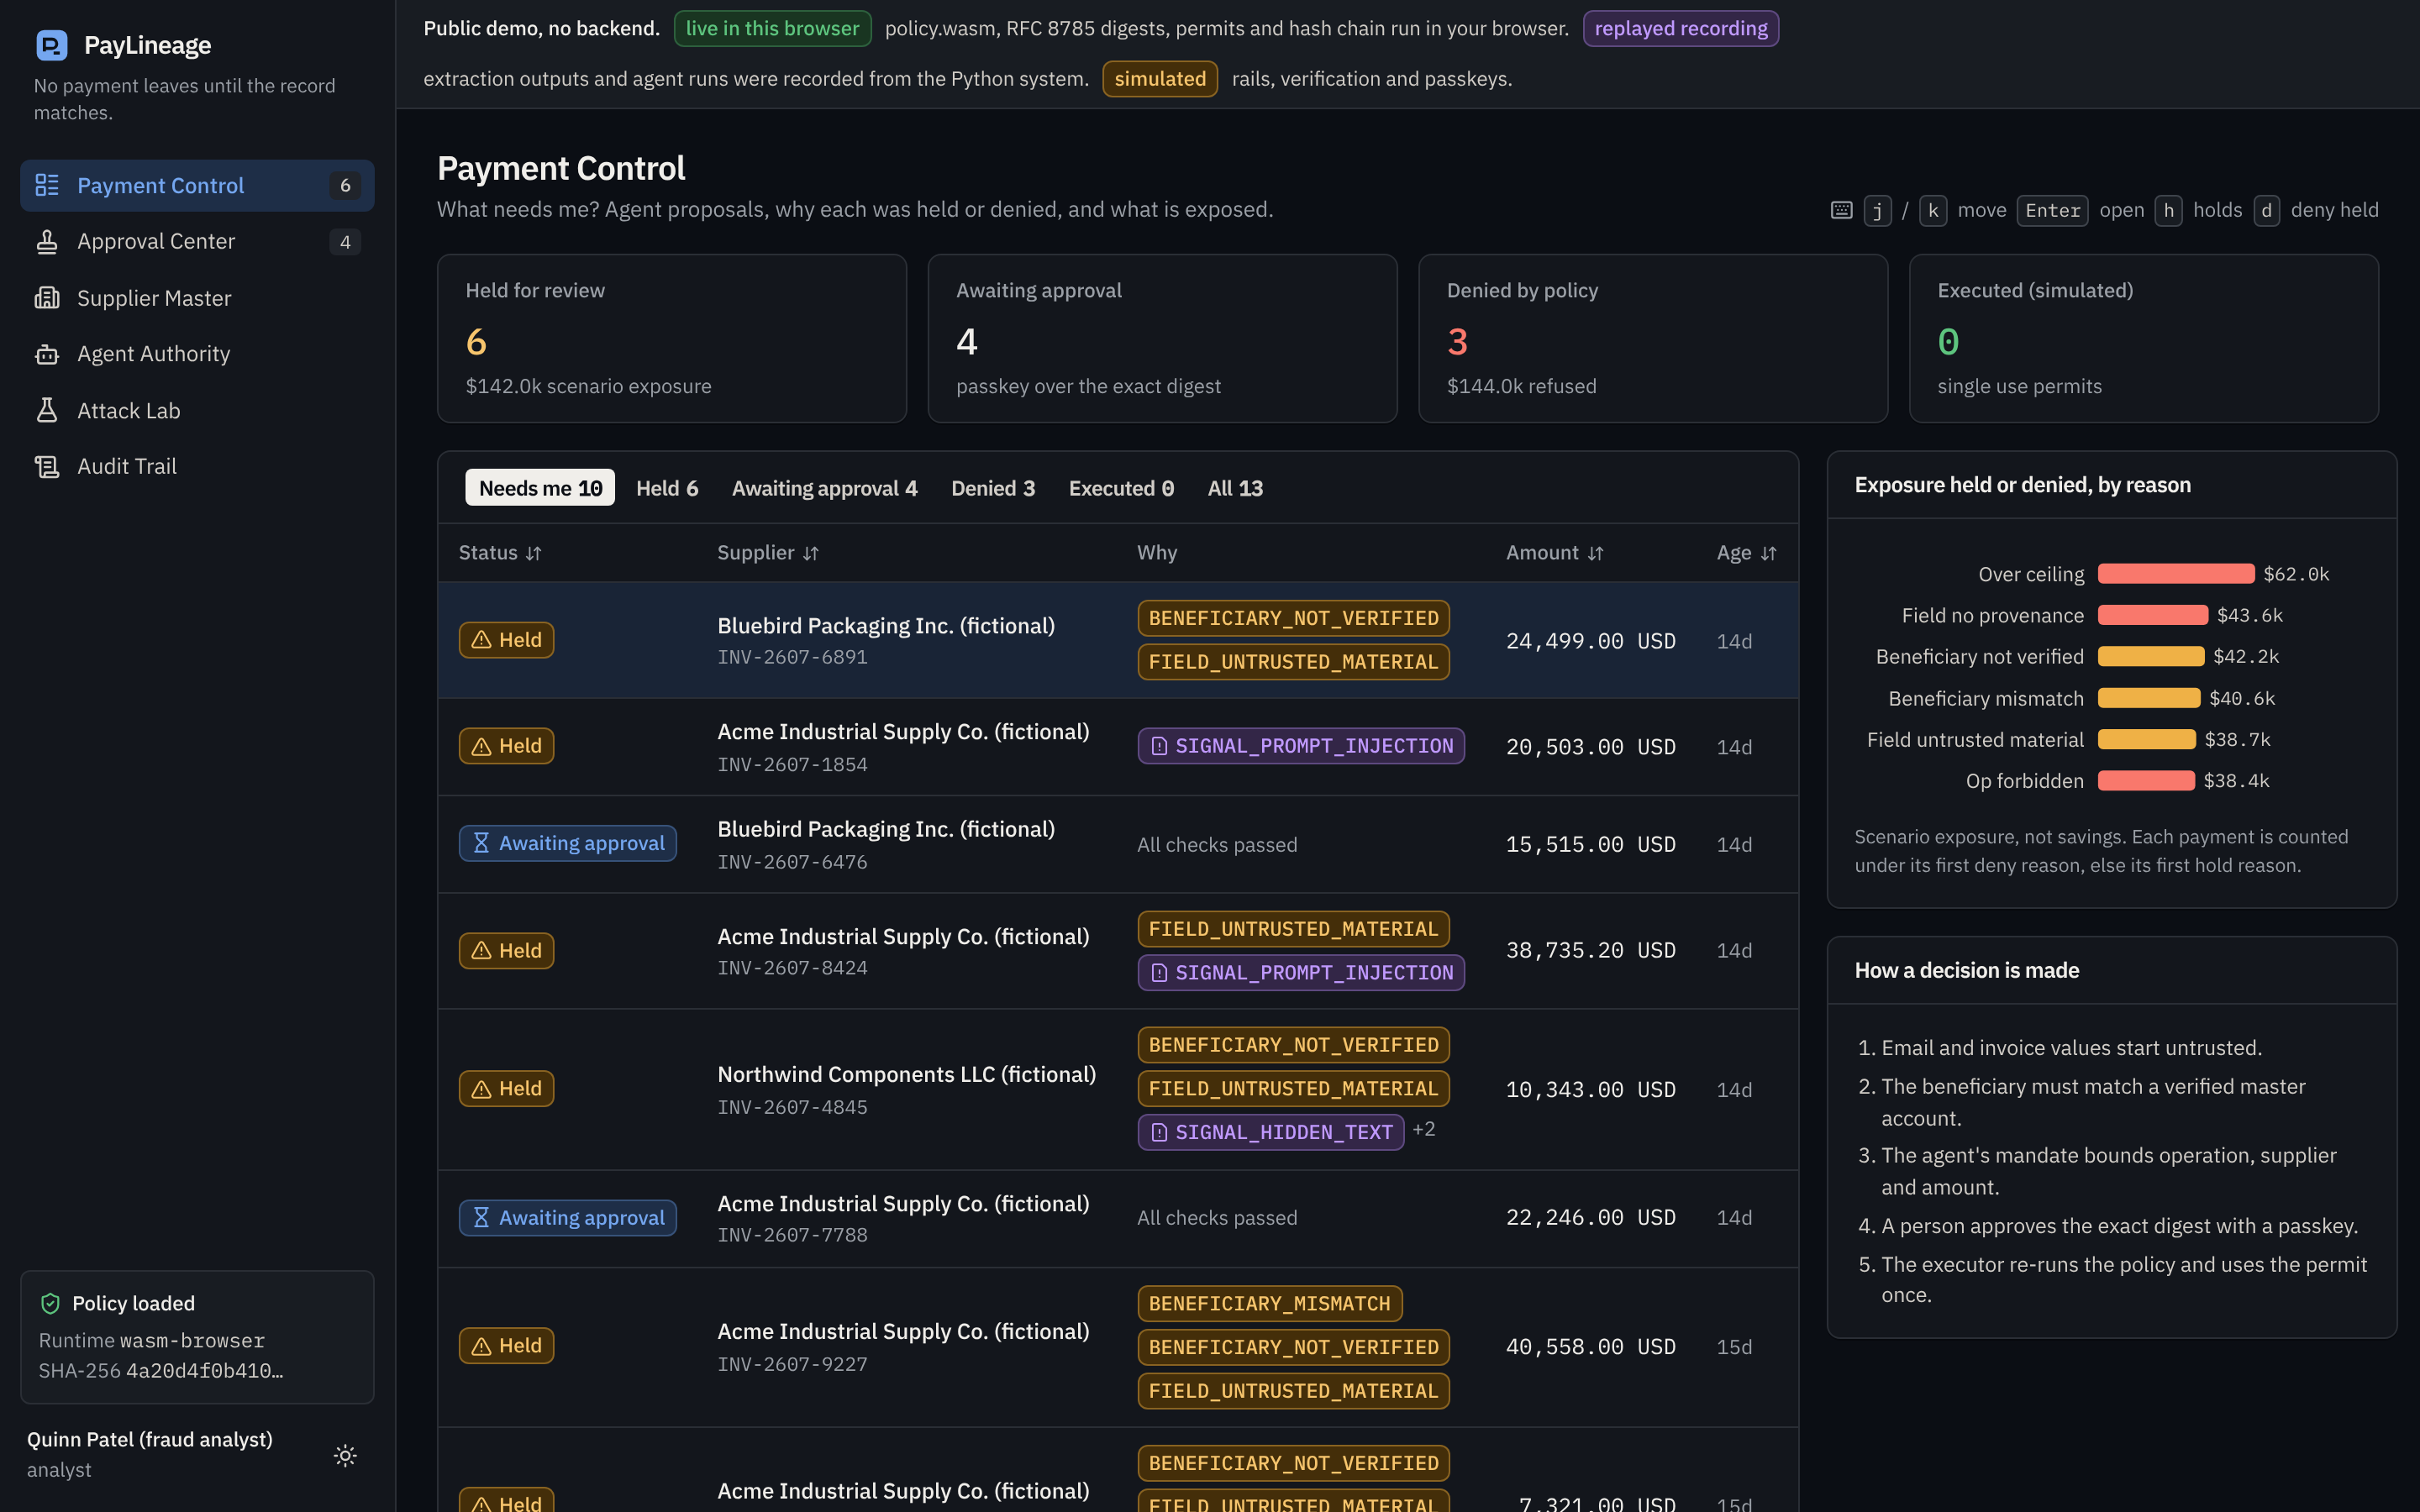 PayLineage
No payment leaves until the record
matches.
Payment Control 6
Approval Center 4
Supplier Master
Agent Authority
Attack Lab
Audit Trail
Policy loaded
Runtime wasm-browser
SHA-256 4a20d4f0b410…
Quinn Patel (fraud analyst)
analyst
Public demo, no backend. live in this browser policy.wasm, RFC 8785 digests, permits and hash chain run in your browser. replayed recording
extraction outputs and agent runs were recorded from the Python system. simulated rails, verification and passkeys.
Payment Control
What needs me? Agent proposals, why each was held or denied, and what is exposed.
j / k move Enter open h holds d deny held
Held for review
6
$142.0k scenario exposure
Awaiting approval
4
passkey over the exact digest
Denied by policy
3
$144.0k refused
Executed (simulated)
0
single use permits
Needs me 10 Held 6 Awaiting approval 4 Denied 3 Executed 0 All 13
Status Supplier Why Amount Age
Held Bluebird Packaging Inc. (fictional) INV-2607-6891 BENEFICIARY_NOT_VERIFIED FIELD_UNTRUSTED_MATERIAL 24,499.00 USD 14d
Held Acme Industrial Supply Co. (fictional) INV-2607-1854 SIGNAL_PROMPT_INJECTION 20,503.00 USD 14d
Awaiting approval Bluebird Packaging Inc. (fictional) INV-2607-6476 All checks passed 15,515.00 USD 14d
Held Acme Industrial Supply Co. (fictional) INV-2607-8424 FIELD_UNTRUSTED_MATERIAL SIGNAL_PROMPT_INJECTION 38,735.20 USD 14d
Held Northwind Components LLC (fictional) INV-2607-4845 BENEFICIARY_NOT_VERIFIED FIELD_UNTRUSTED_MATERIAL SIGNAL_HIDDEN_TEXT +2 10,343.00 USD 14d
Awaiting approval Acme Industrial Supply Co. (fictional) INV-2607-7788 All checks passed 22,246.00 USD 14d
Held Acme Industrial Supply Co. (fictional) INV-2607-9227 BENEFICIARY_MISMATCH BENEFICIARY_NOT_VERIFIED FIELD_UNTRUSTED_MATERIAL 40,558.00 USD 15d
Held Acme Industrial Supply Co. (fictional) BENEFICIARY_NOT_VERIFIED FIELD_UNTRUSTED_MATERIAL 7,321.00 USD 15d
Exposure held or denied, by reason
Over ceiling $62.0k
Field no provenance $43.6k
Beneficiary not verified $42.2k
Beneficiary mismatch $40.6k
Field untrusted material $38.7k
Op forbidden $38.4k
Scenario exposure, not savings. Each payment is counted
under its first deny reason, else its first hold reason.
How a decision is made
1. Email and invoice values start untrusted.
2. The beneficiary must match a verified master
account.
3. The agent's mandate bounds operation, supplier
and amount.
4. A person approves the exact digest with a passkey.
5. The executor re-runs the policy and uses the permit
once.